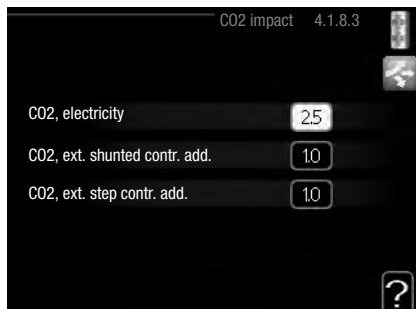 CO2 impact 4.1.8.3
CO2, electricity 2.5
CO2, ext. shunted contr. add. 1.0
CO2, ext. step contr. add. 1.0
?